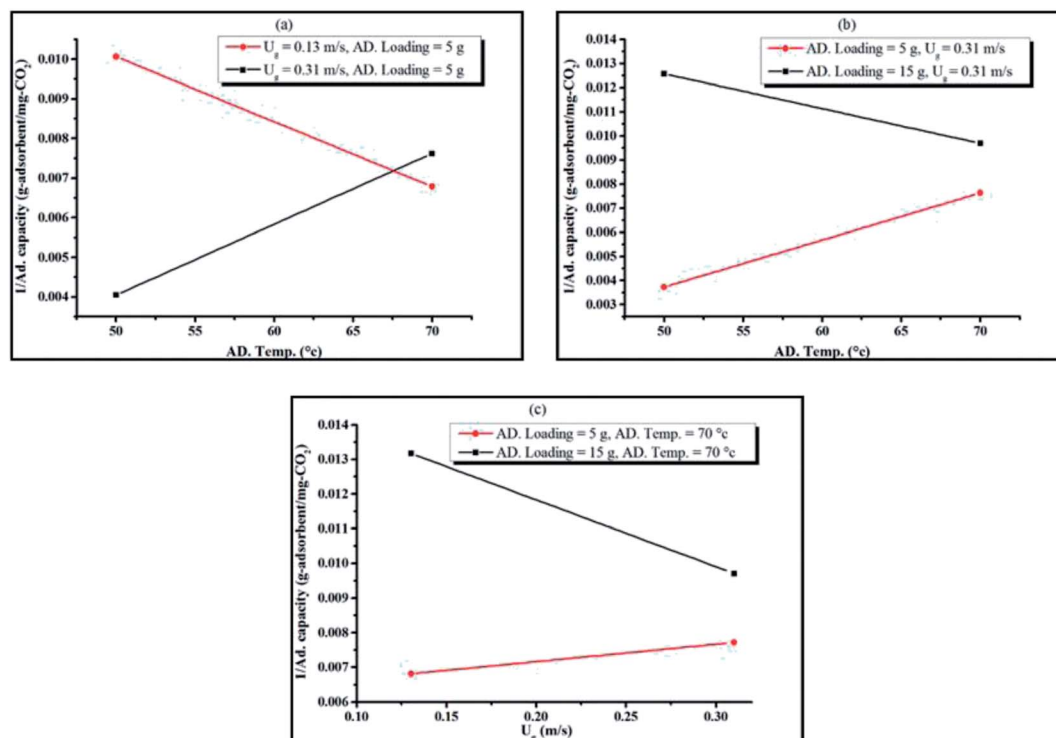 (a)
U_g = 0.13 m/s, AD. Loading = 5 g
U_g = 0.31 m/s, AD. Loading = 5 g
0.010
0.009
0.008
0.007
0.006
0.005
0.004
50 55 60 65 70
AD. Temp. (°c)
1/Ad. capacity (g-adsorbent/mg-CO₂)
(b)
AD. Loading = 5 g, U_g = 0.31 m/s
AD. Loading = 15 g, U_g = 0.31 m/s
0.014
0.013
0.012
0.011
0.010
0.009
0.008
0.007
0.006
0.005
0.004
0.003
50 55 60 65 70
AD. Temp. (°c)
1/Ad. capacity (g-adsorbent/mg-CO₂)
(c)
AD. Loading = 5 g, AD. Temp. = 70 °c
AD. Loading = 15 g, AD. Temp. = 70 °c
0.014
0.013
0.012
0.011
0.010
0.009
0.008
0.007
0.006
0.10 0.15 0.20 0.25 0.30
U_g (m/s)
1/Ad. capacity (g-adsorbent/mg-CO₂)